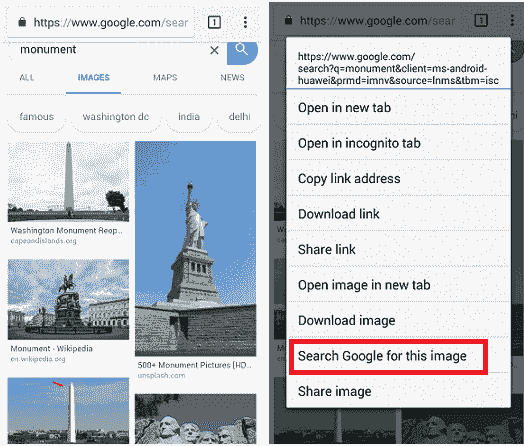 https://www.google.com/sear
1
monument
ALL
IMAGES
MAPS
NEWS
famous
washington dc
india
delhi
Washington Monument Reop...
capeandislands.org
Monument - Wikipedia
en.wikipedia.org
500+ Monument Pictures [HD...
unsplash.com
https://www.google.com/sear
1
https://www.google.com/
search?q=monument&client=ms-android-
huawei&prmd=imnv&source=lnms&tbm=isc
Open in new tab
Open in incognito tab
Copy link address
Download link
Share link
Open image in new tab
Download image
Search Google for this image
Share image